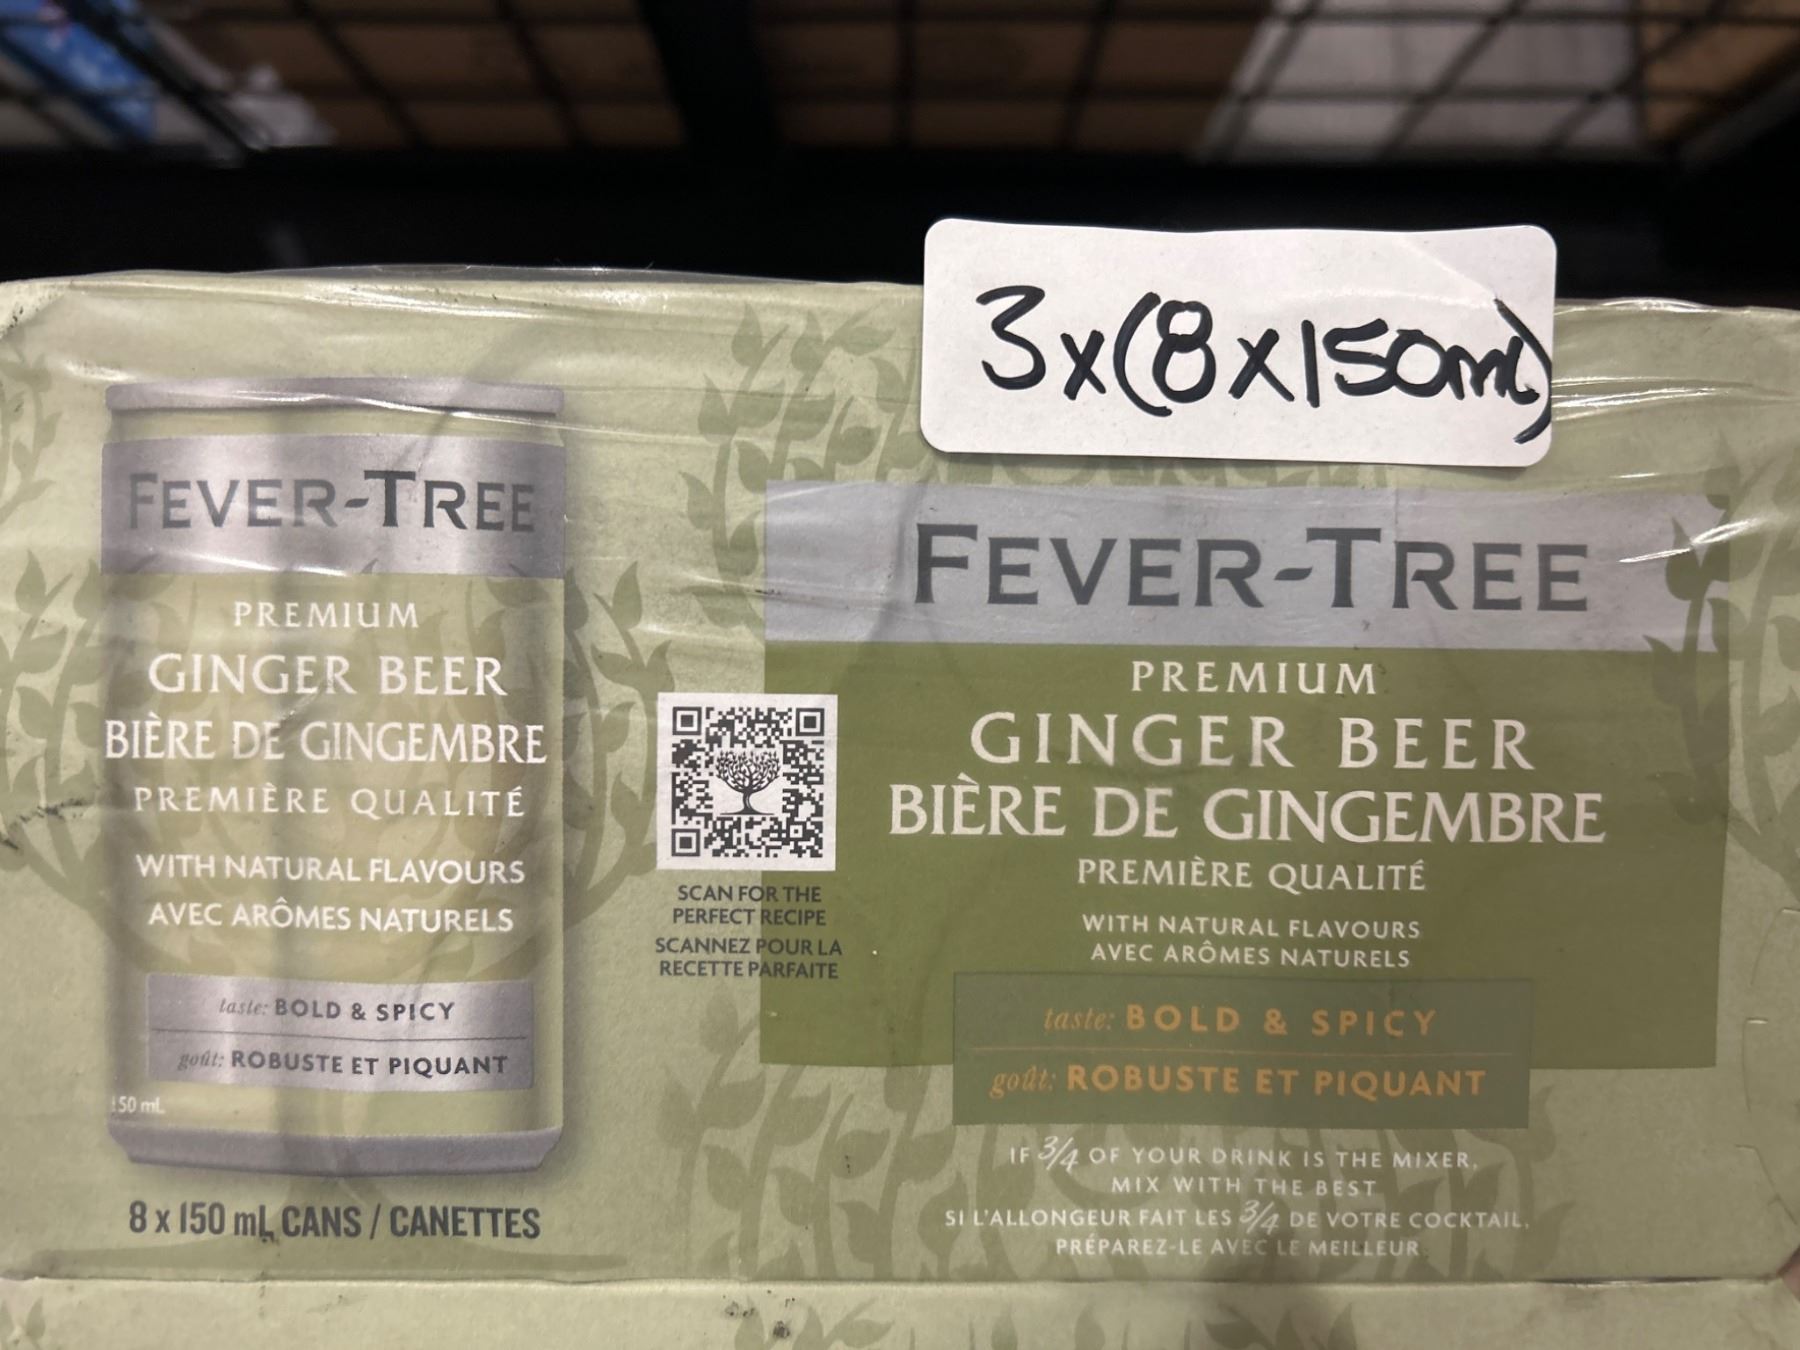 3x(8x150ml)
FEVER-TREE
PREMIUM
GINGER BEER
BIÈRE DE GINGEMBRE
PREMIÈRE QUALITÉ
WITH NATURAL FLAVOURS
AVEC ARÔMES NATURELS
taste: BOLD & SPICY
goût: ROBUSTE ET PIQUANT
150 mL
8 x 150 mL CANS / CANETTES
SCAN FOR THE
PERFECT RECIPE
SCANNEZ POUR LA
RECETTE PARFAITE
FEVER-TREE
PREMIUM
GINGER BEER
BIÈRE DE GINGEMBRE
PREMIÈRE QUALITÉ
WITH NATURAL FLAVOURS
AVEC ARÔMES NATURELS
taste: BOLD & SPICY
goût: ROBUSTE ET PIQUANT
IF 3/4 OF YOUR DRINK IS THE MIXER,
MIX WITH THE BEST
SI L'ALLONGEUR FAIT LES 3/4 DE VOTRE COCKTAIL,
PRÉPAREZ-LE AVEC LE MEILLEUR